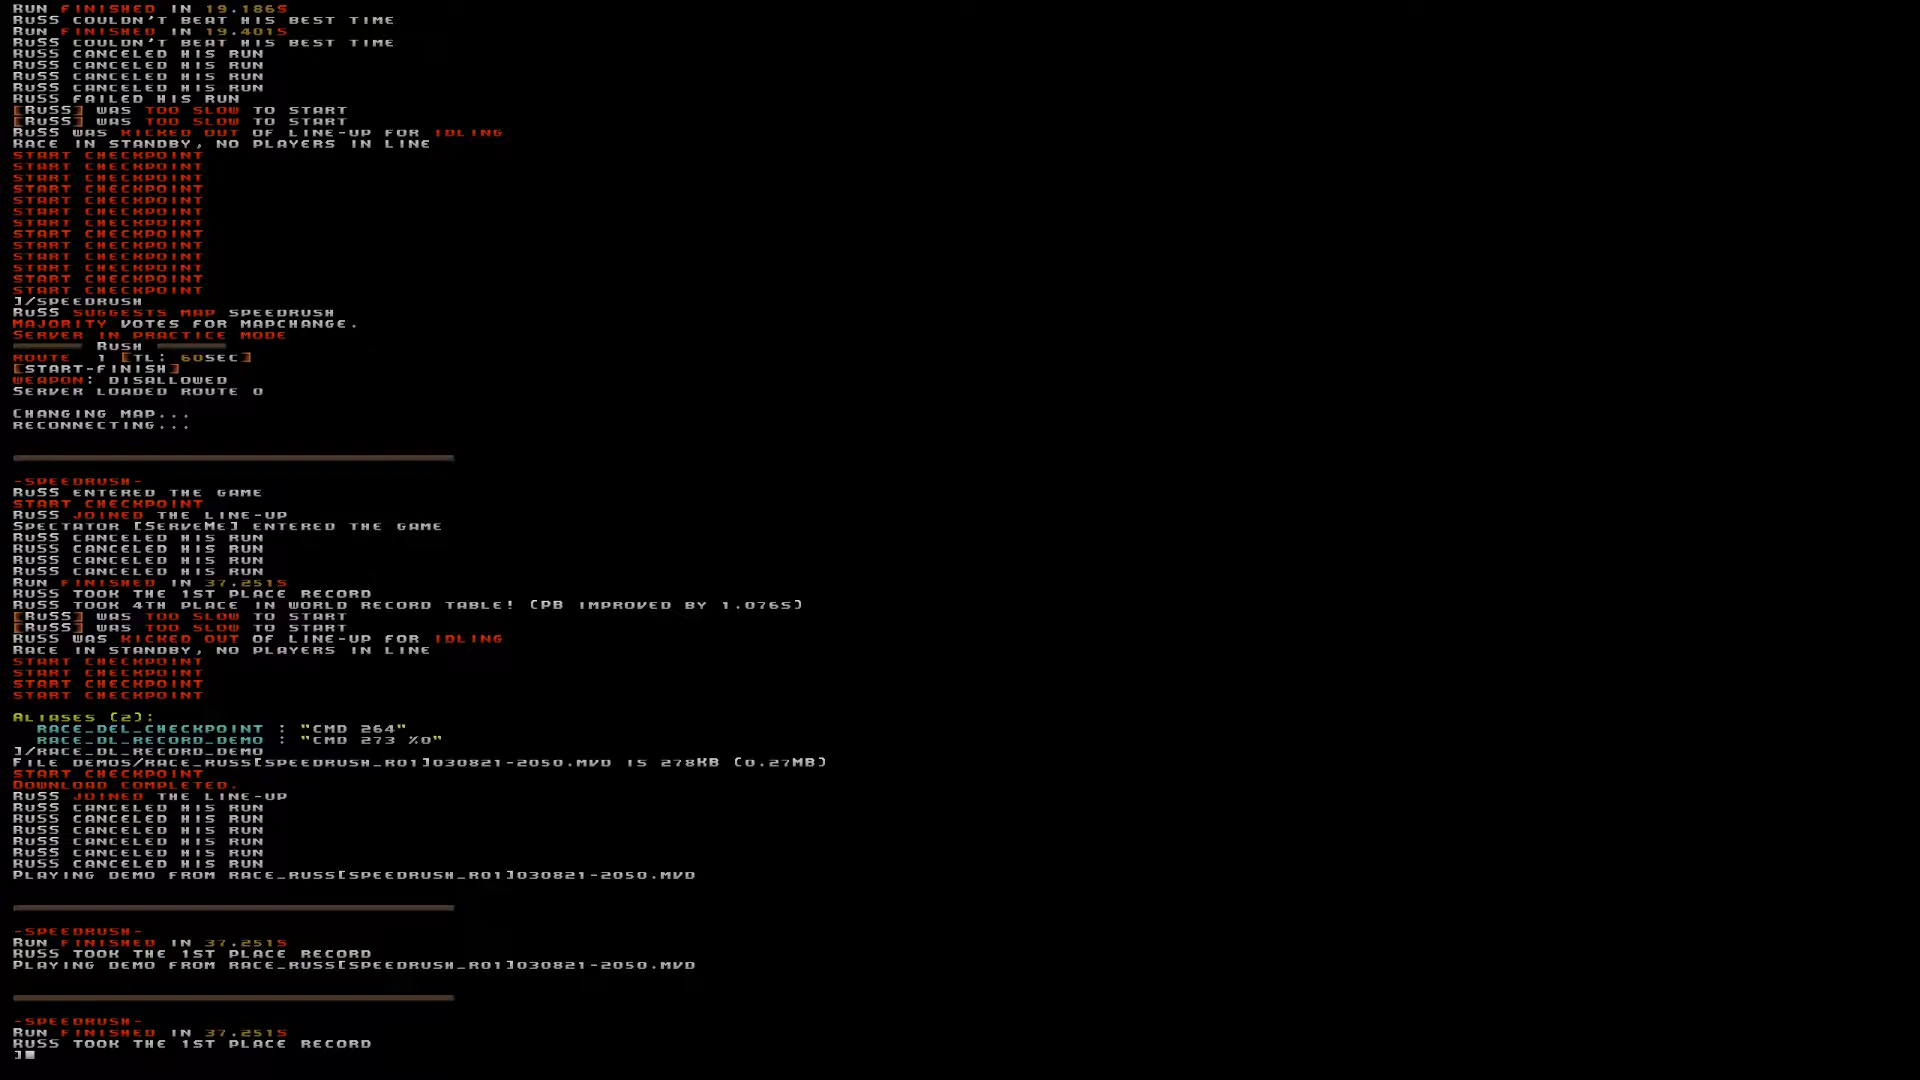 RUN FINISHED IN 19.186S
RUSS COULDN'T BEAT HIS BEST TIME
RUN FINISHED IN 19.401S
RUSS COULDN'T BEAT HIS BEST TIME
RUSS CANCELED HIS RUN
RUSS CANCELED HIS RUN
RUSS CANCELED HIS RUN
RUSS CANCELED HIS RUN
RUSS FAILED HIS RUN
[RUSS] WAS TOO SLOW TO START
[RUSS] WAS TOO SLOW TO START
RUSS WAS KICKED OUT OF LINE-UP FOR IDLING
RACE IN STANDBY, NO PLAYERS IN LINE
START CHECKPOINT
START CHECKPOINT
START CHECKPOINT
START CHECKPOINT
START CHECKPOINT
START CHECKPOINT
START CHECKPOINT
START CHECKPOINT
START CHECKPOINT
START CHECKPOINT
START CHECKPOINT
START CHECKPOINT
START CHECKPOINT
]/SPEEDRUSH
RUSS SUGGESTS MAP SPEEDRUSH
MAJORITY VOTES FOR MAPCHANGE.
SERVER IN PRACTICE MODE
RUSH
ROUTE 1 [TL: 60SEC]
[START-FINISH]
WEAPON: DISALLOWED
SERVER LOADED ROUTE 0
CHANGING MAP...
RECONNECTING...
-SPEEDRUSH-
RUSS ENTERED THE GAME
START CHECKPOINT
RUSS JOINED THE LINE-UP
SPECTATOR [SERVEME] ENTERED THE GAME
RUSS CANCELED HIS RUN
RUSS CANCELED HIS RUN
RUSS CANCELED HIS RUN
RUSS CANCELED HIS RUN
RUN FINISHED IN 37.251S
RUSS TOOK THE 1ST PLACE RECORD
RUSS TOOK 4TH PLACE IN WORLD RECORD TABLE! (PB IMPROVED BY 1.076S)
[RUSS] WAS TOO SLOW TO START
[RUSS] WAS TOO SLOW TO START
RUSS WAS KICKED OUT OF LINE-UP FOR IDLING
RACE IN STANDBY, NO PLAYERS IN LINE
START CHECKPOINT
START CHECKPOINT
START CHECKPOINT
START CHECKPOINT
ALIASES (2):
RACE_DEL_CHECKPOINT : "CMD 264"
RACE_DL_RECORD_DEMO : "CMD 273 %0"
]/RACE_DL_RECORD_DEMO
FILE DEMOS/RACE_RUSS[SPEEDRUSH_R01]030821-2050.MVD IS 278KB (0.27MB)
START CHECKPOINT
DOWNLOAD COMPLETED.
RUSS JOINED THE LINE-UP
RUSS CANCELED HIS RUN
RUSS CANCELED HIS RUN
RUSS CANCELED HIS RUN
RUSS CANCELED HIS RUN
RUSS CANCELED HIS RUN
RUSS CANCELED HIS RUN
PLAYING DEMO FROM RACE_RUSS[SPEEDRUSH_R01]030821-2050.MVD
-SPEEDRUSH-
RUN FINISHED IN 37.251S
RUSS TOOK THE 1ST PLACE RECORD
PLAYING DEMO FROM RACE_RUSS[SPEEDRUSH_R01]030821-2050.MVD
-SPEEDRUSH-
RUN FINISHED IN 37.251S
RUSS TOOK THE 1ST PLACE RECORD
]